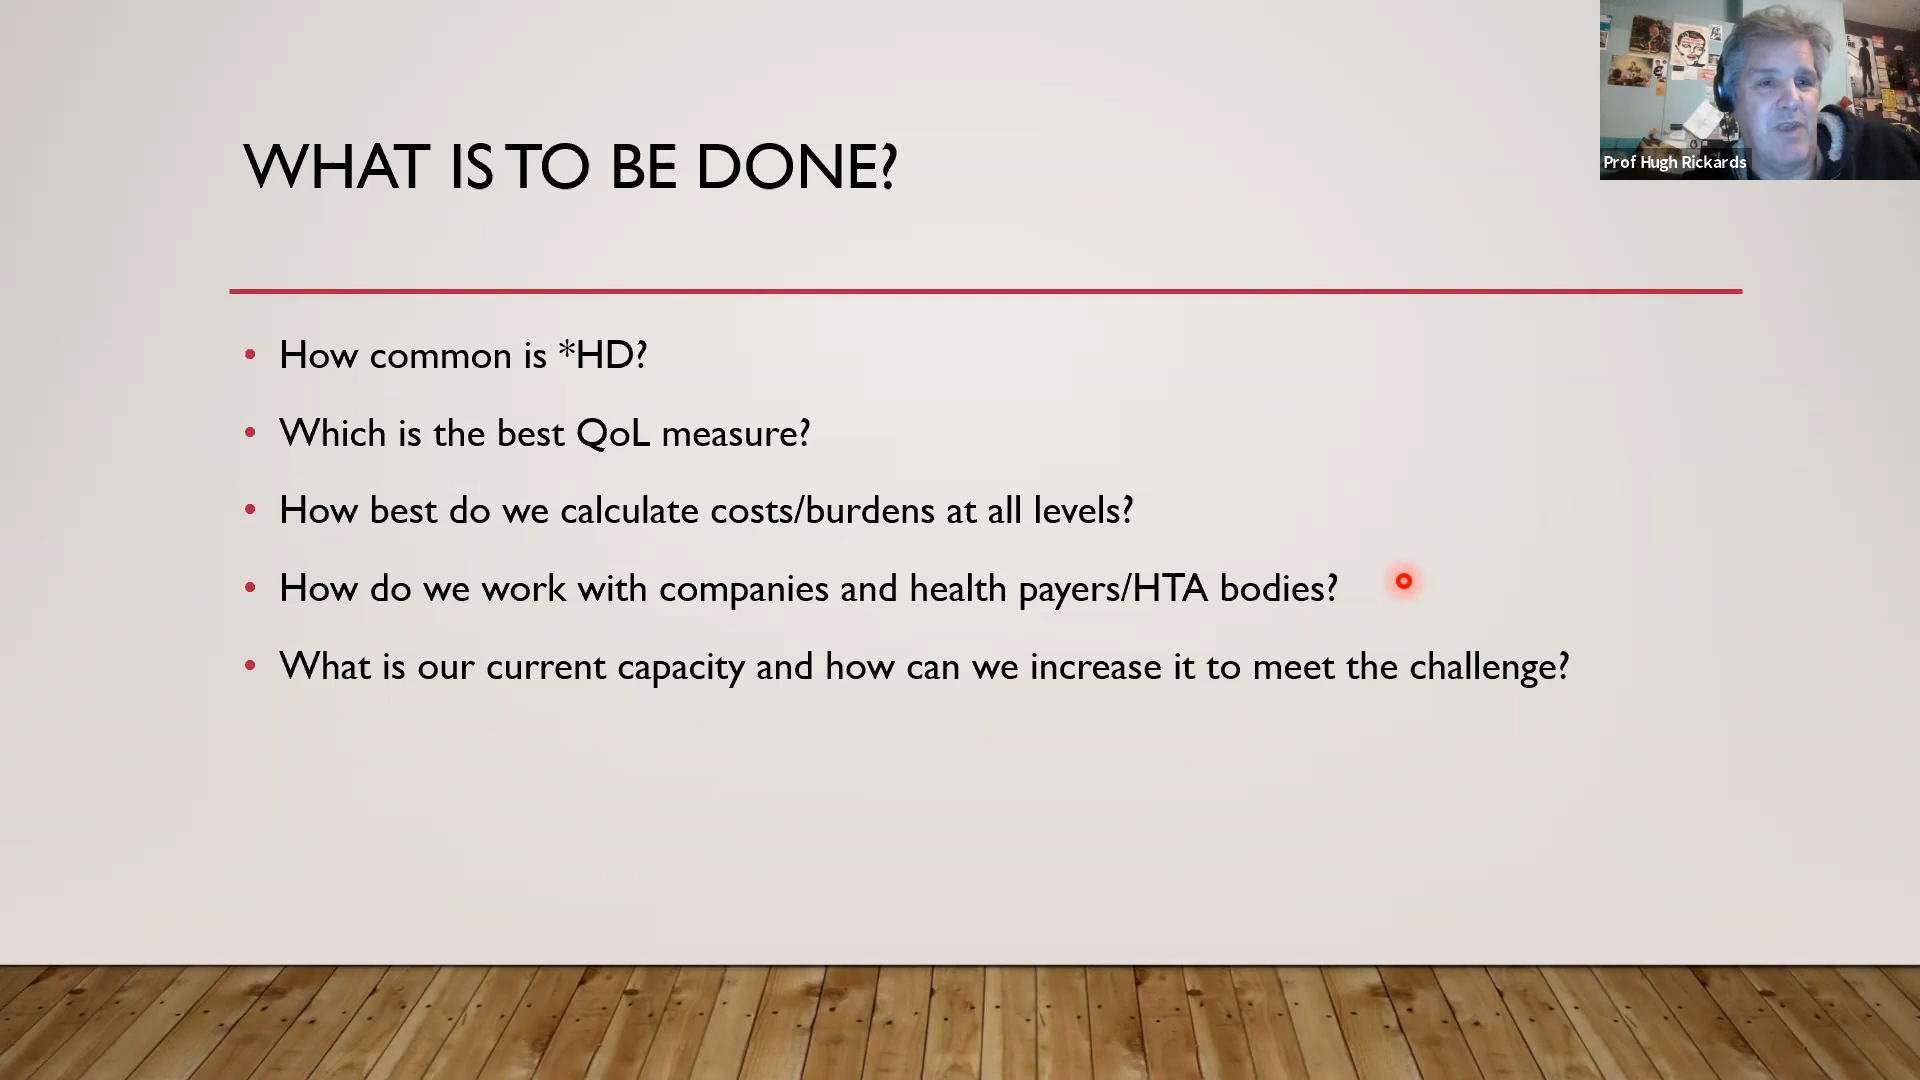 WHAT IS TO BE DONE?
Prof Hugh Rickards
• How common is *HD?
• Which is the best QoL measure?
• How best do we calculate costs/burdens at all levels?
• How do we work with companies and health payers/HTA bodies?
• What is our current capacity and how can we increase it to meet the challenge?